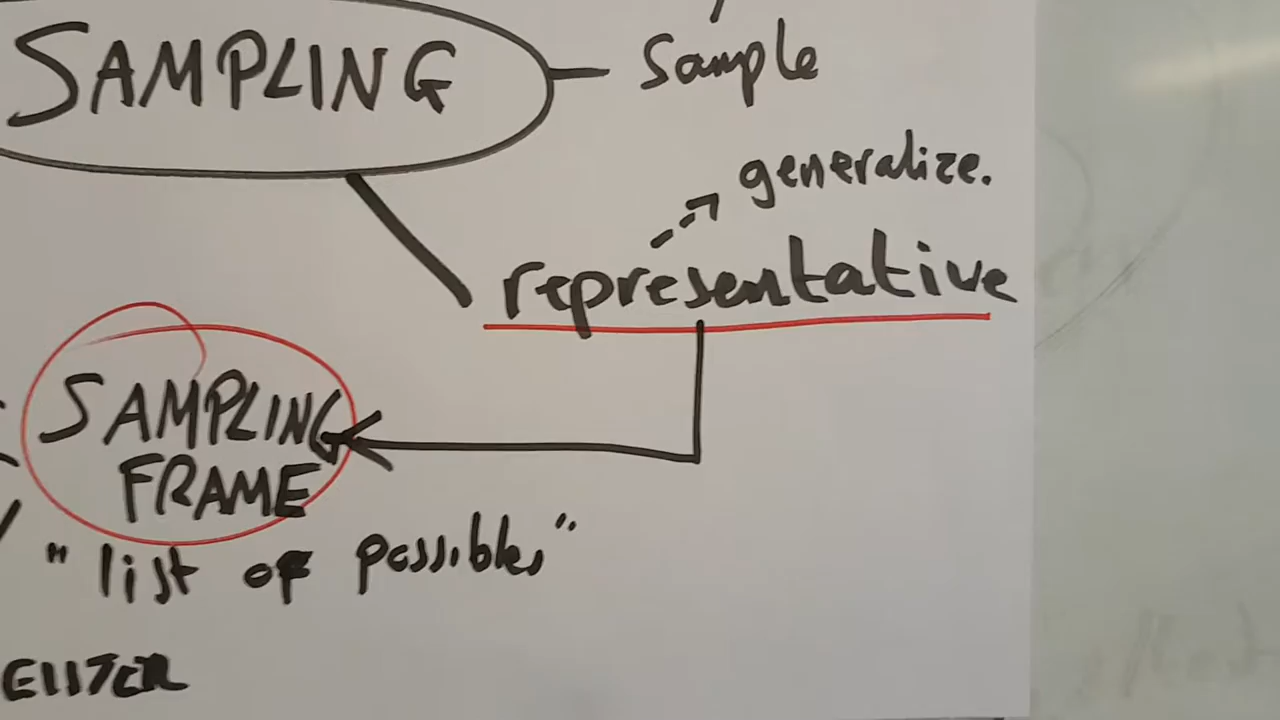 SAMPLING
Sample
generalize.
representative
SAMPLING
FRAME
"list of possibles"